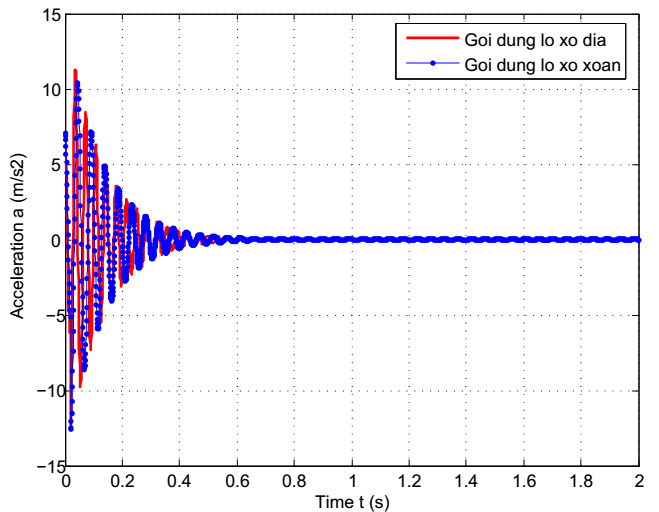 Goi dung lo xo dia
Goi dung lo xo xoan
15
10
5
0
−5
−10
−15
Acceleration a (m/s2)
0 0.2 0.4 0.6 0.8 1 1.2 1.4 1.6 1.8 2
Time t (s)